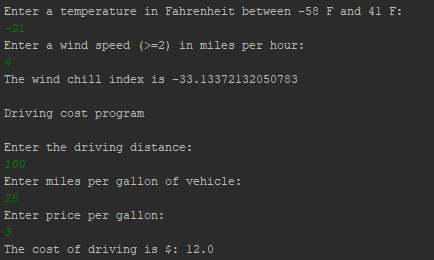 Enter a temperature in Fahrenheit between -58 F and 41 F:
-21
Enter a wind speed (>=2) in miles per hour:
4
The wind chill index is -33.13372132050783
Driving cost program
Enter the driving distance:
100
Enter miles per gallon of vehicle:
25
Enter price per gallon:
3
The cost of driving is $: 12.0